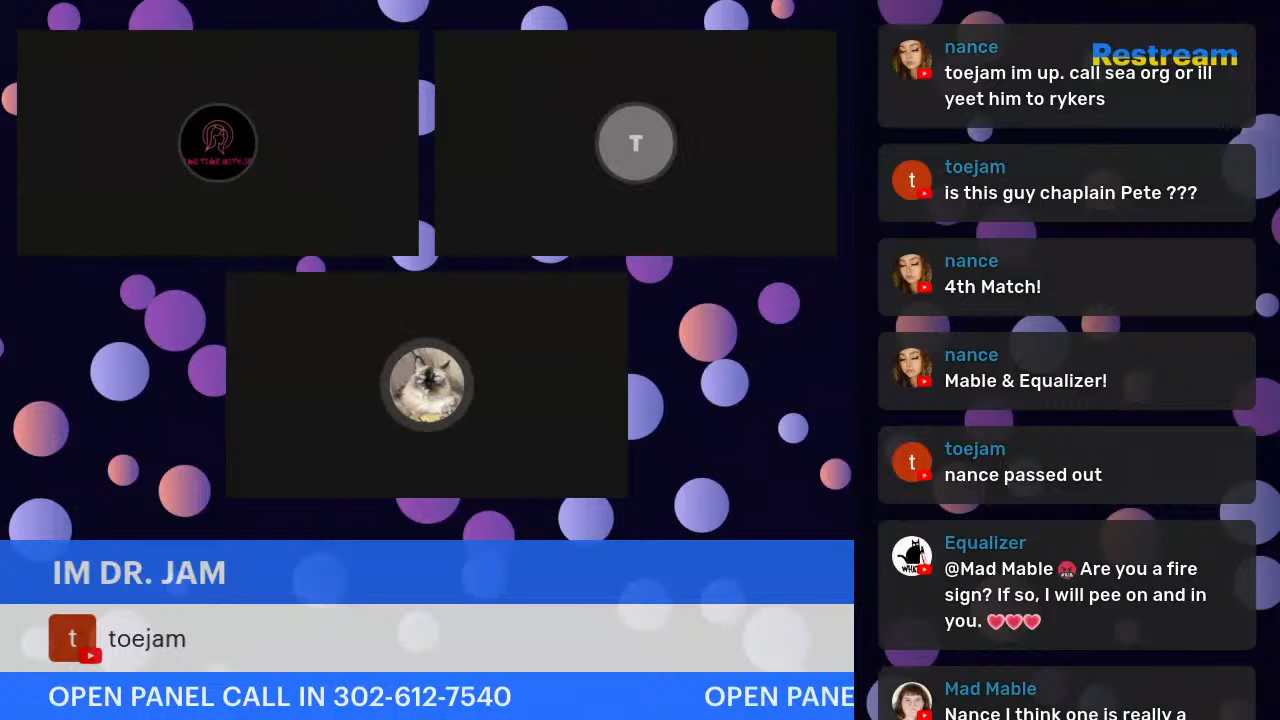 nance
Restream
toejam im up. call sea org or ill
yeet him to rykers
T
t
toejam
is this guy chaplain Pete ???
nance
4th Match!
nance
Mable & Equalizer!
t
toejam
nance passed out
Equalizer
@Mad Mable Are you a fire
sign? If so, I will pee on and in
you.
Mad Mable
Nance I think one is really a
IM DR. JAM
t
toejam
OPEN PANEL CALL IN 302-612-7540
OPEN PANE